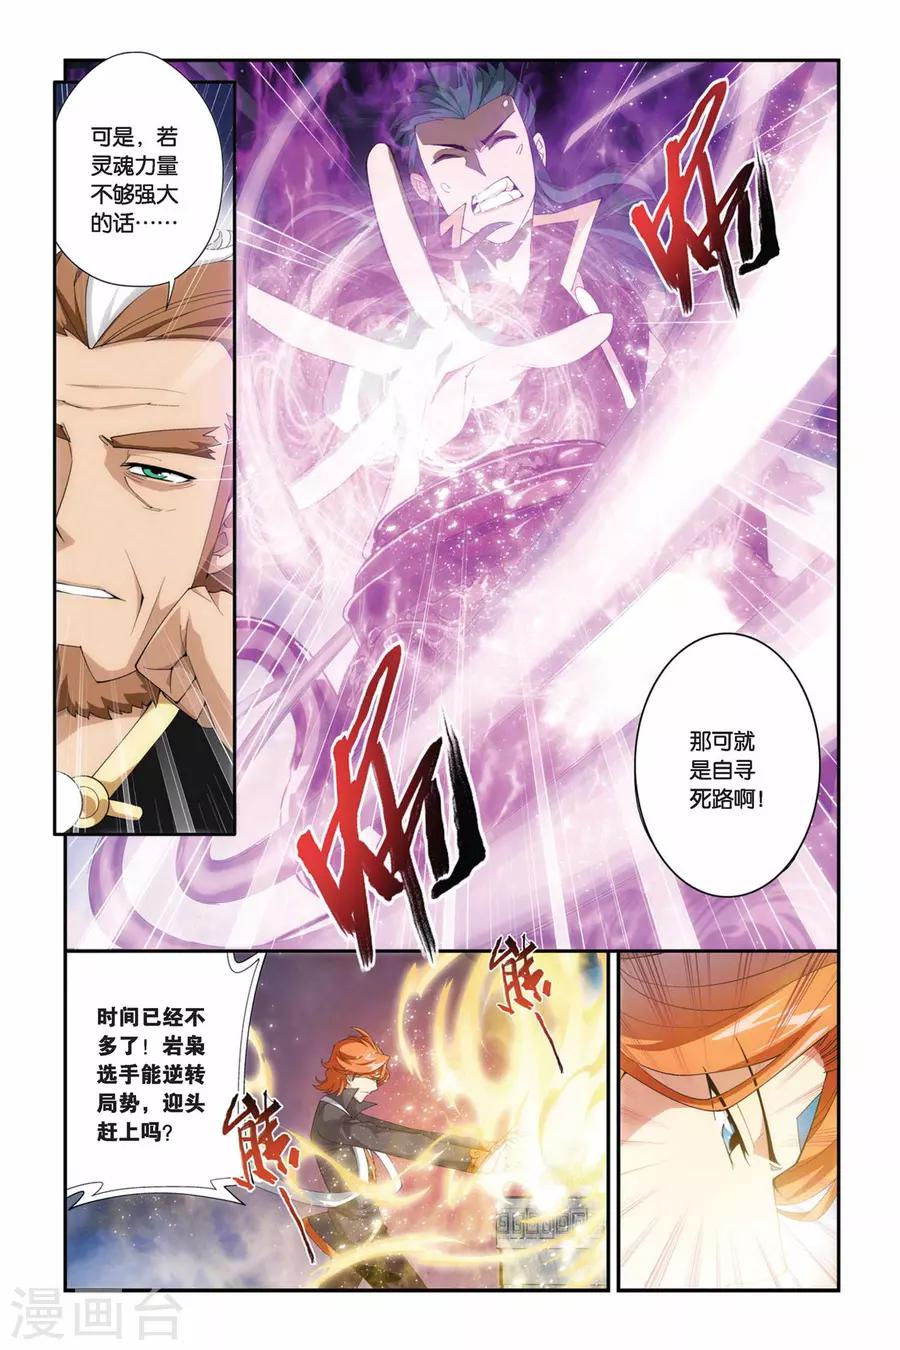 可是，若
灵魂力量
不够强大
的话……
唰
唰
那可就
是自寻
死路啊！
时间已经不
多了！岩枭
选手能逆转
局势，迎头
赶上吗？
熊
熊
漫画台